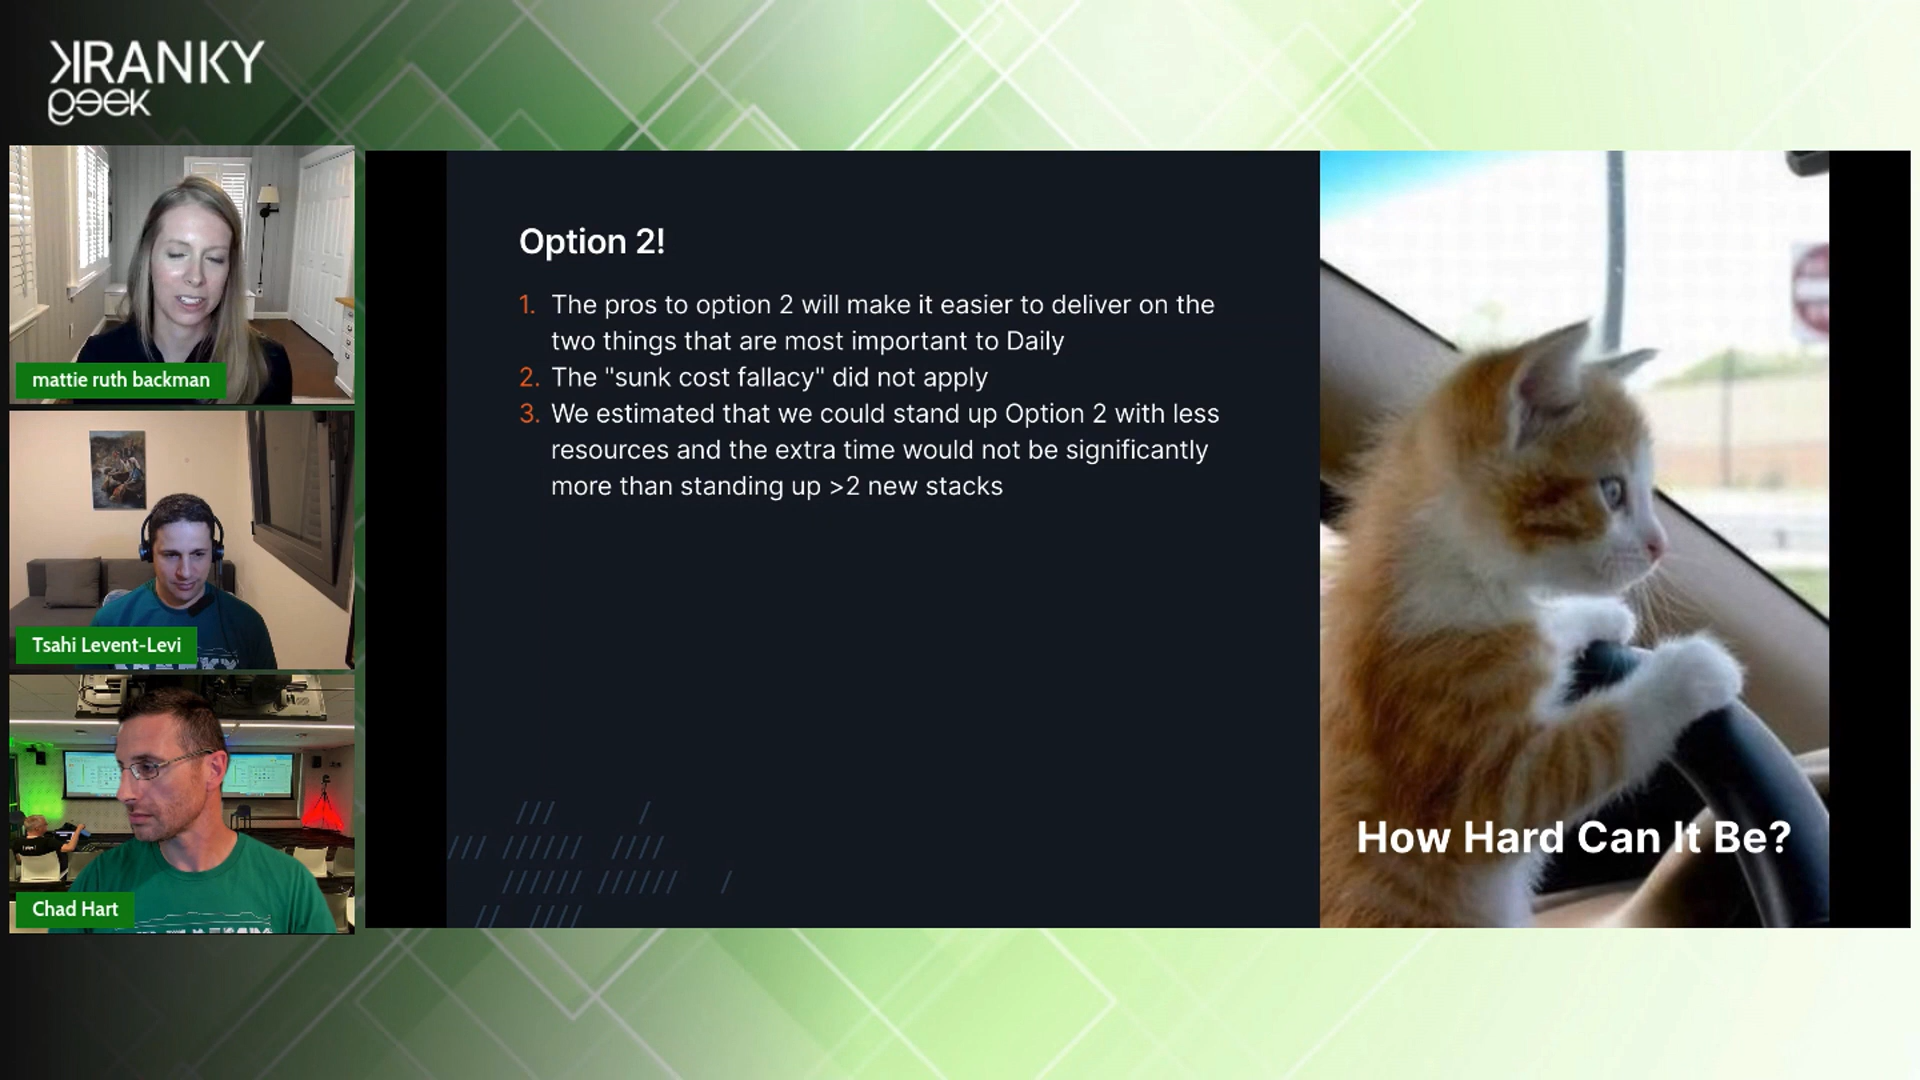 KRANKY
geek
mattie ruth backman
Tsahi Levent-Levi
Chad Hart
Option 2!
1. The pros to option 2 will make it easier to deliver on the
two things that are most important to Daily
2. The "sunk cost fallacy" did not apply
3. We estimated that we could stand up Option 2 with less
resources and the extra time would not be significantly
more than standing up >2 new stacks
How Hard Can It Be?